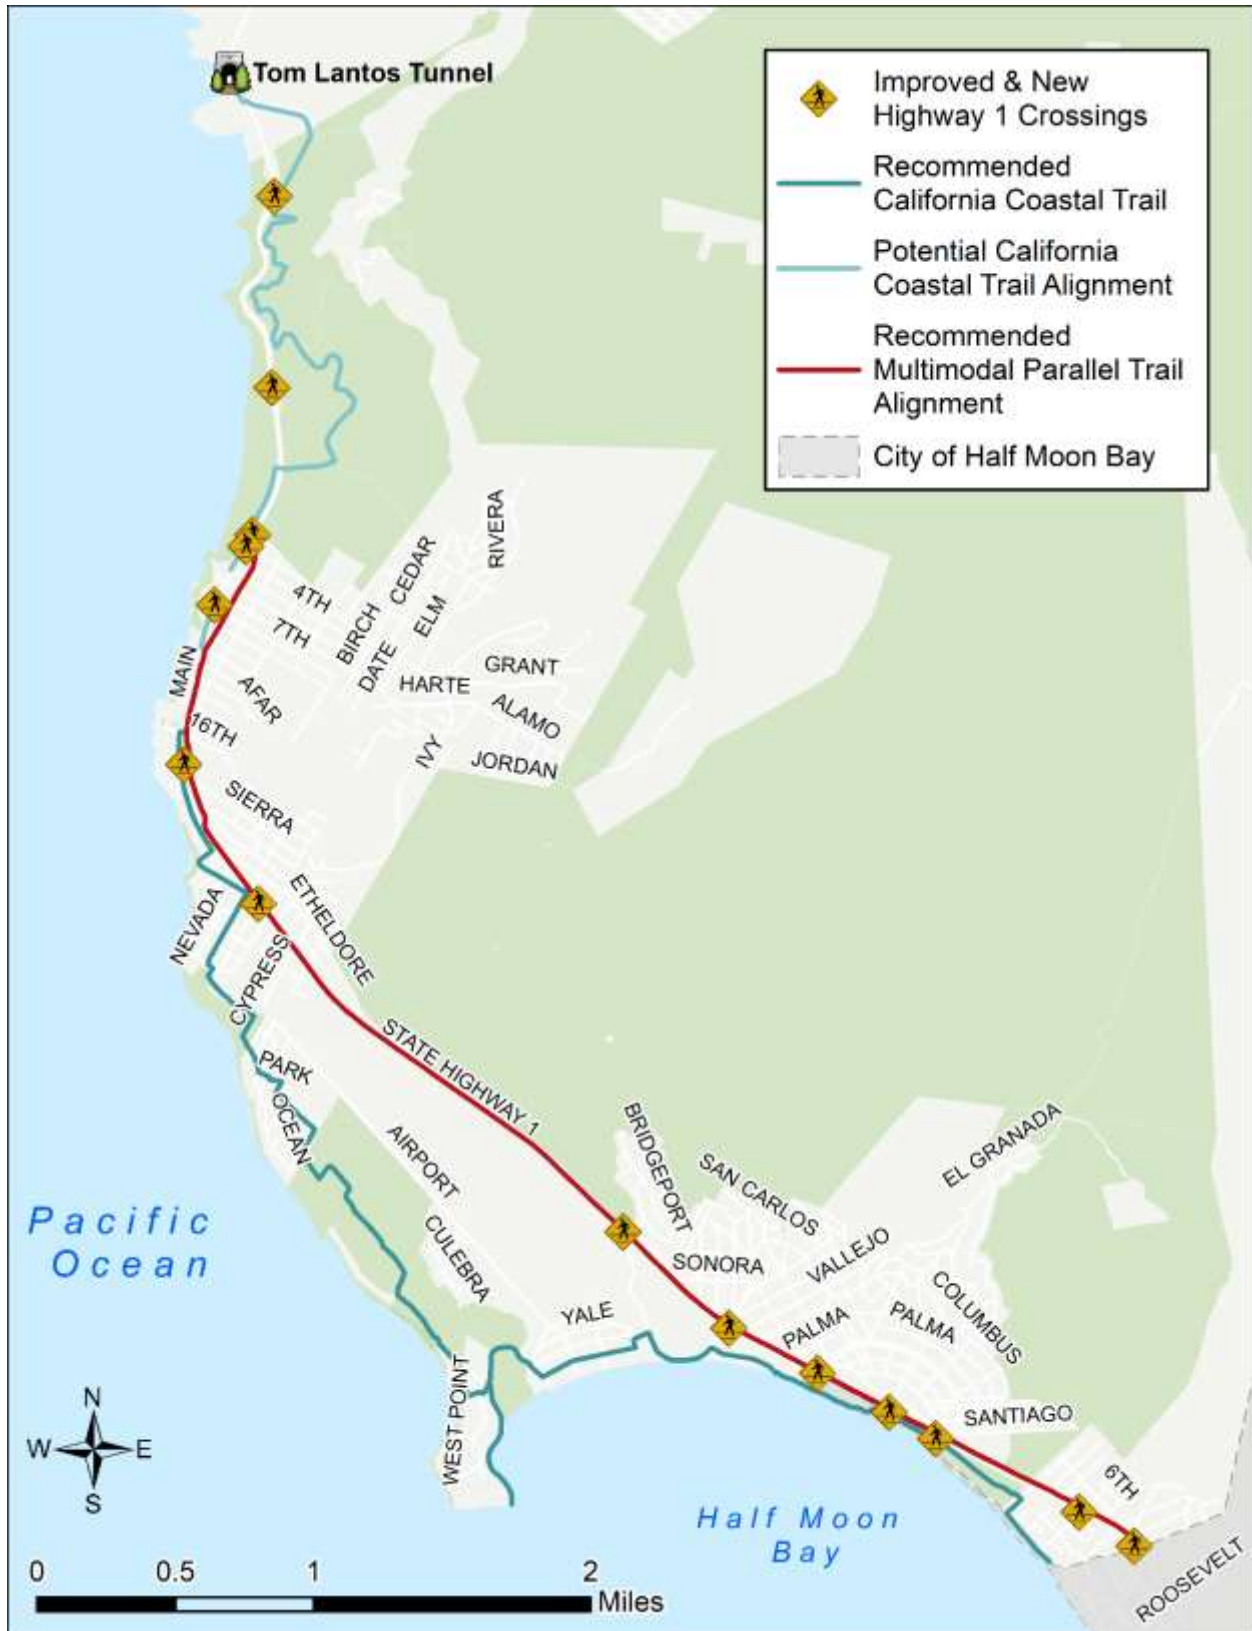 Tom Lantos Tunnel
Improved & New
Highway 1 Crossings
Recommended
California Coastal Trail
Potential California
Coastal Trail Alignment
Recommended
Multimodal Parallel Trail
Alignment
City of Half Moon Bay
RIVERA
CEDAR
4TH
BIRCH
ELM
7TH
DATE
MAIN
GRANT
HARTE
AFAR
ALAMO
16TH
IVY
JORDAN
SIERRA
ETHELDORE
NEVADA
CYPRESS
STATE HIGHWAY 1
PARK
OCEAN
AIRPORT
BRIDGEPORT
EL GRANADA
SAN CARLOS
Pacific
Ocean
CULEBRA
SONORA
VALLEJO
COLUMBUS
YALE
PALMA
PALMA
WEST POINT
SANTIAGO
N
W E
S
6TH
Half Moon
Bay
ROOSEVELT
0 0.5 1 2
Miles